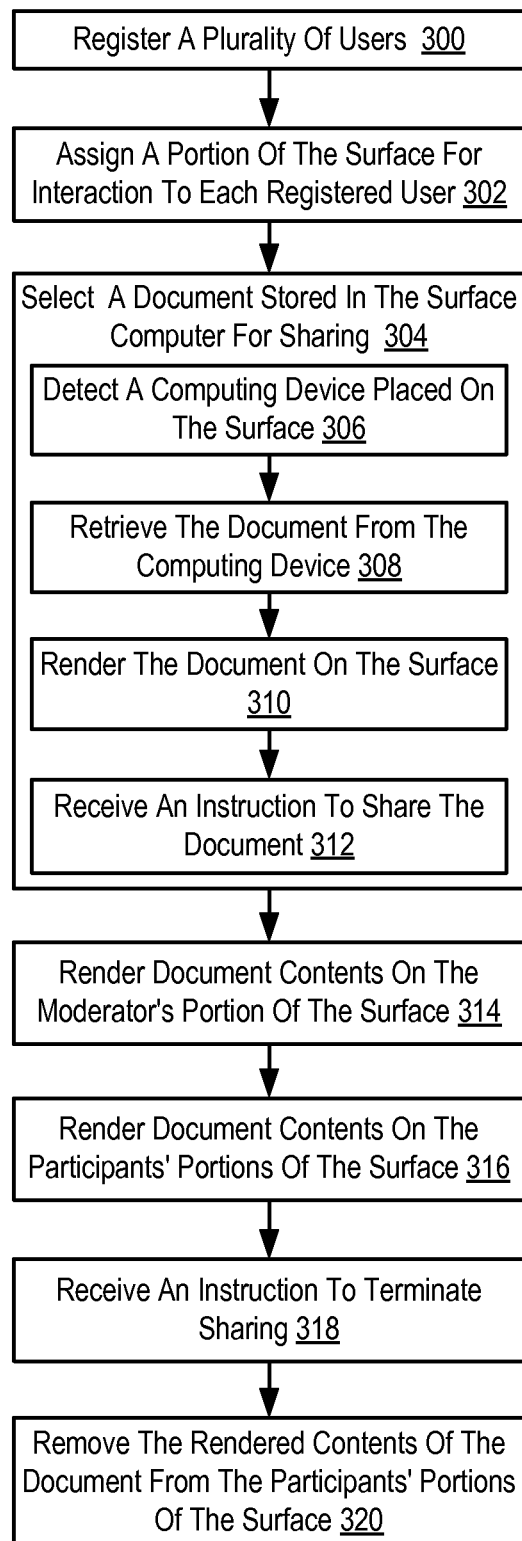 Register A Plurality Of Users 300
Assign A Portion Of The Surface For
Interaction To Each Registered User 302
Select A Document Stored In The Surface
Computer For Sharing 304
Detect A Computing Device Placed On
The Surface 306
Retrieve The Document From The
Computing Device 308
Render The Document On The Surface
310
Receive An Instruction To Share The
Document 312
Render Document Contents On The
Moderator's Portion Of The Surface 314
Render Document Contents On The
Participants' Portions Of The Surface 316
Receive An Instruction To Terminate
Sharing 318
Remove The Rendered Contents Of The
Document From The Participants' Portions
Of The Surface 320